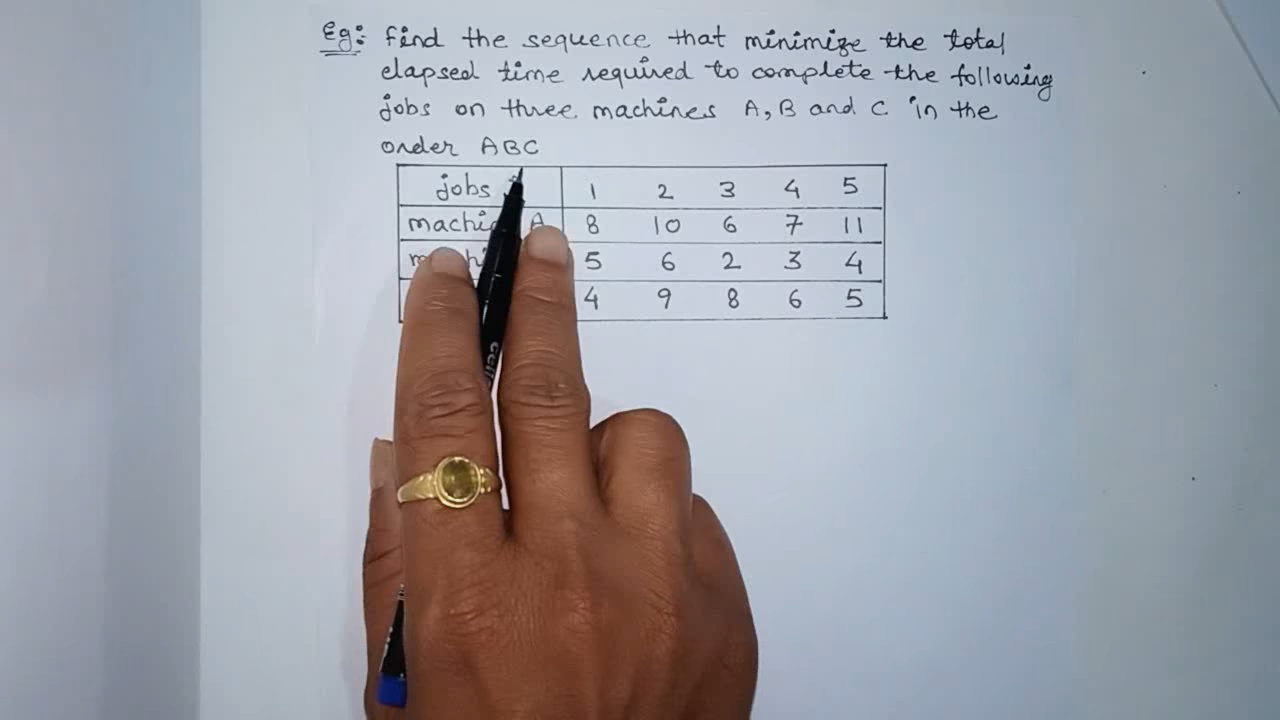 Eg: Find the sequence that minimize the total
elapsed time required to complete the following
jobs on three machines A, B and C in the
order ABC
jobs 1 2 3 4 5
A 8 10 6 7 11
5 6 2 3 4
4 9 8 6 5